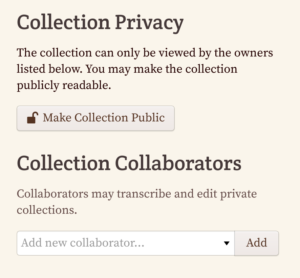 Collection Privacy
The collection can only be viewed by the owners
listed below. You may make the collection
publicly readable.
Make Collection Public
Collection Collaborators
Collaborators may transcribe and edit private
collections.
Add new collaborator... Add